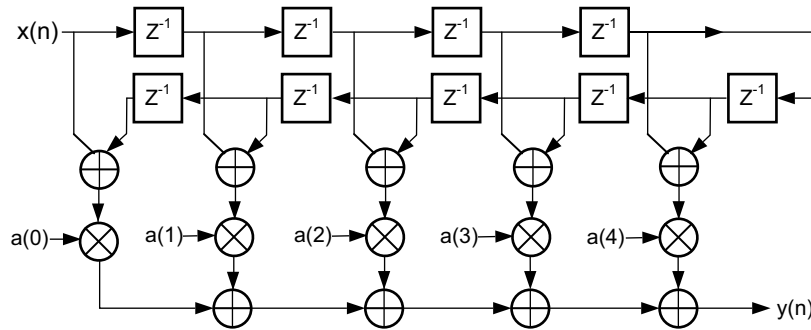 x(n) Z⁻¹ Z⁻¹ Z⁻¹ Z⁻¹
Z⁻¹ Z⁻¹ Z⁻¹ Z⁻¹ Z⁻¹
a(0) a(1) a(2) a(3) a(4)
y(n)